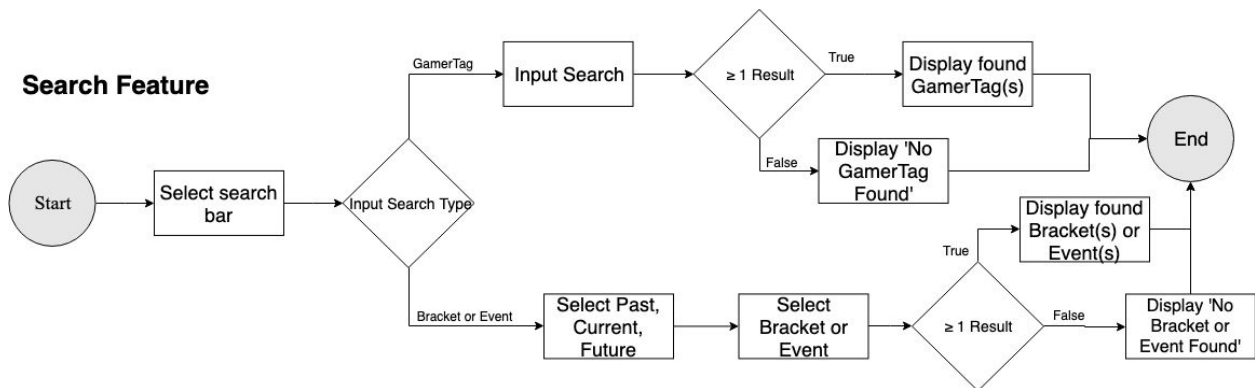 Search Feature
Start
Select search
bar
Input Search Type
GamerTag
Input Search
≥ 1 Result
True
Display found
GamerTag(s)
False
Display 'No
GamerTag
Found'
End
Bracket or Event
Select Past,
Current,
Future
Select
Bracket or
Event
≥ 1 Result
True
Display found
Bracket(s) or
Event(s)
False
Display 'No
Bracket or
Event Found'